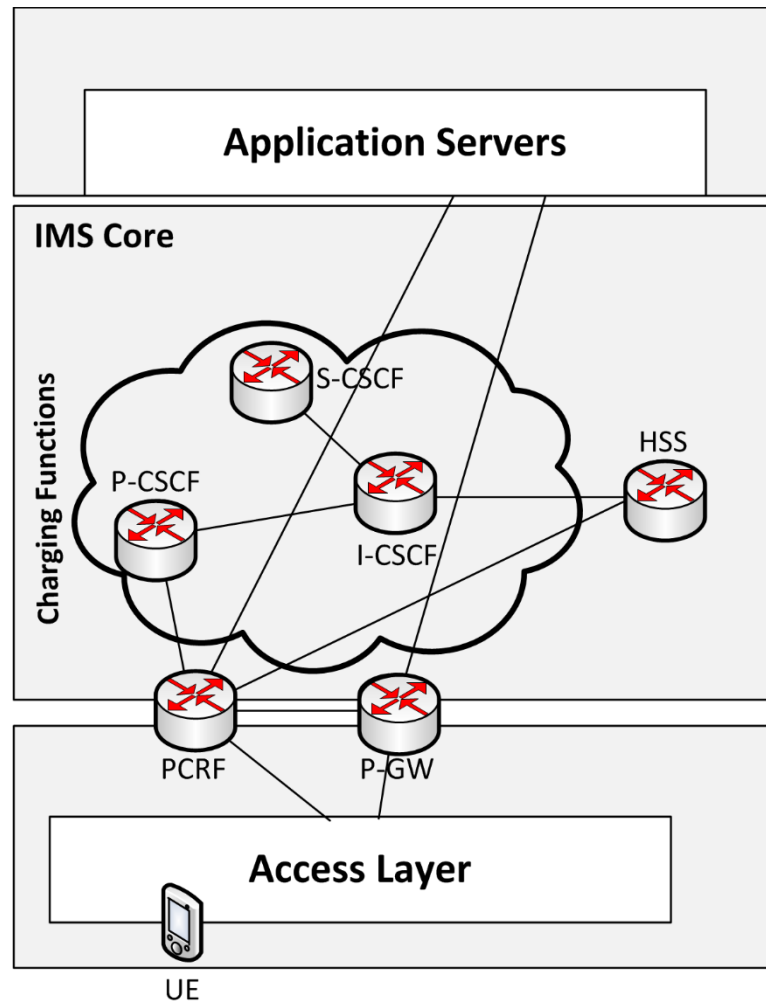 Application Servers
IMS Core
Charging Functions
S-CSCF
P-CSCF
HSS
I-CSCF
PCRF
P-GW
Access Layer
UE